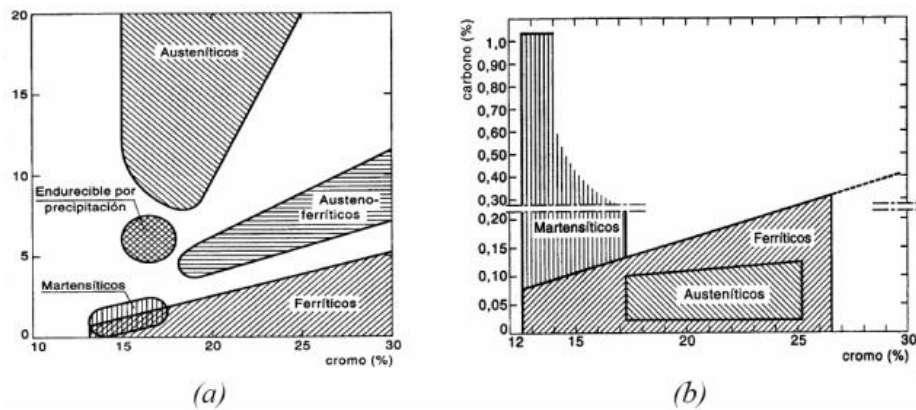 20
15
10
5
0
10
15
20
25
30
cromo (%)
Austeníticos
Endurecible por
precipitación
Austeno-
ferríticos
Martensíticos
Ferríticos
(a)
carbono (%)
1,0
0,90
0,80
0,70
0,60
0,50
0,40
0,30
0,20
0,15
0,10
0,05
0
12
15
20
25
30
cromo (%)
Martensíticos
Ferríticos
Austeníticos
(b)